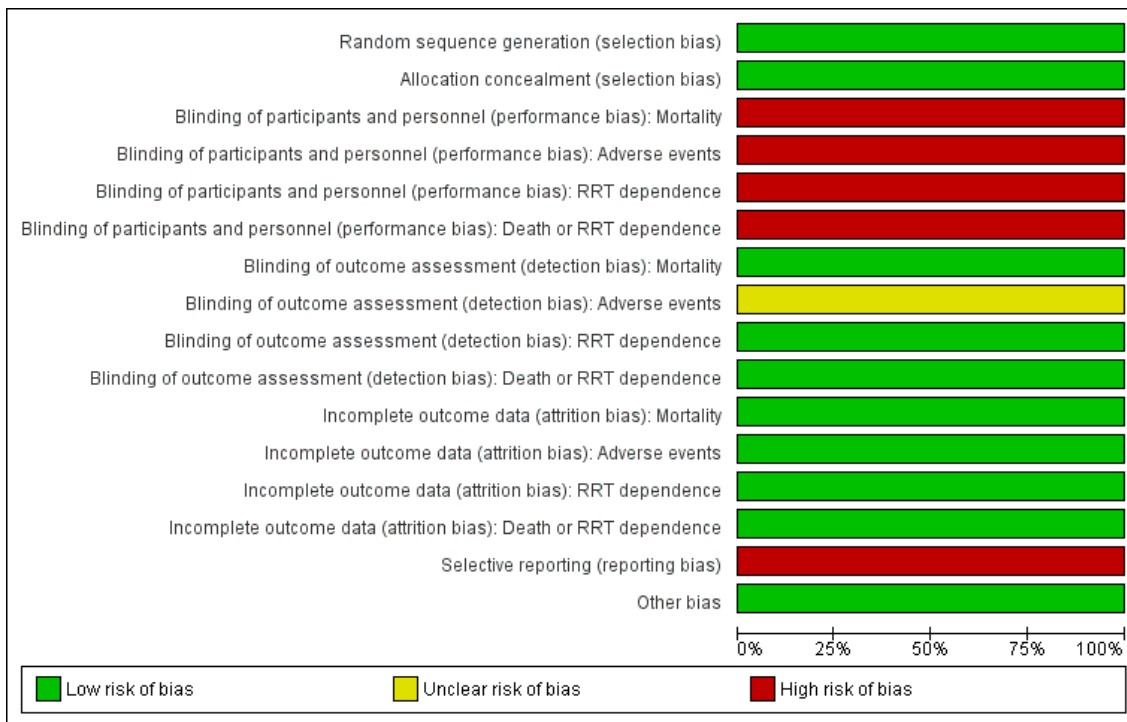 Random sequence generation (selection bias)
Allocation concealment (selection bias)
Blinding of participants and personnel (performance bias): Mortality
Blinding of participants and personnel (performance bias): Adverse events
Blinding of participants and personnel (performance bias): RRT dependence
Blinding of participants and personnel (performance bias): Death or RRT dependence
Blinding of outcome assessment (detection bias): Mortality
Blinding of outcome assessment (detection bias): Adverse events
Blinding of outcome assessment (detection bias): RRT dependence
Blinding of outcome assessment (detection bias): Death or RRT dependence
Incomplete outcome data (attrition bias): Mortality
Incomplete outcome data (attrition bias): Adverse events
Incomplete outcome data (attrition bias): RRT dependence
Incomplete outcome data (attrition bias): Death or RRT dependence
Selective reporting (reporting bias)
Other bias
0% 25% 50% 75% 100%
Low risk of bias Unclear risk of bias High risk of bias